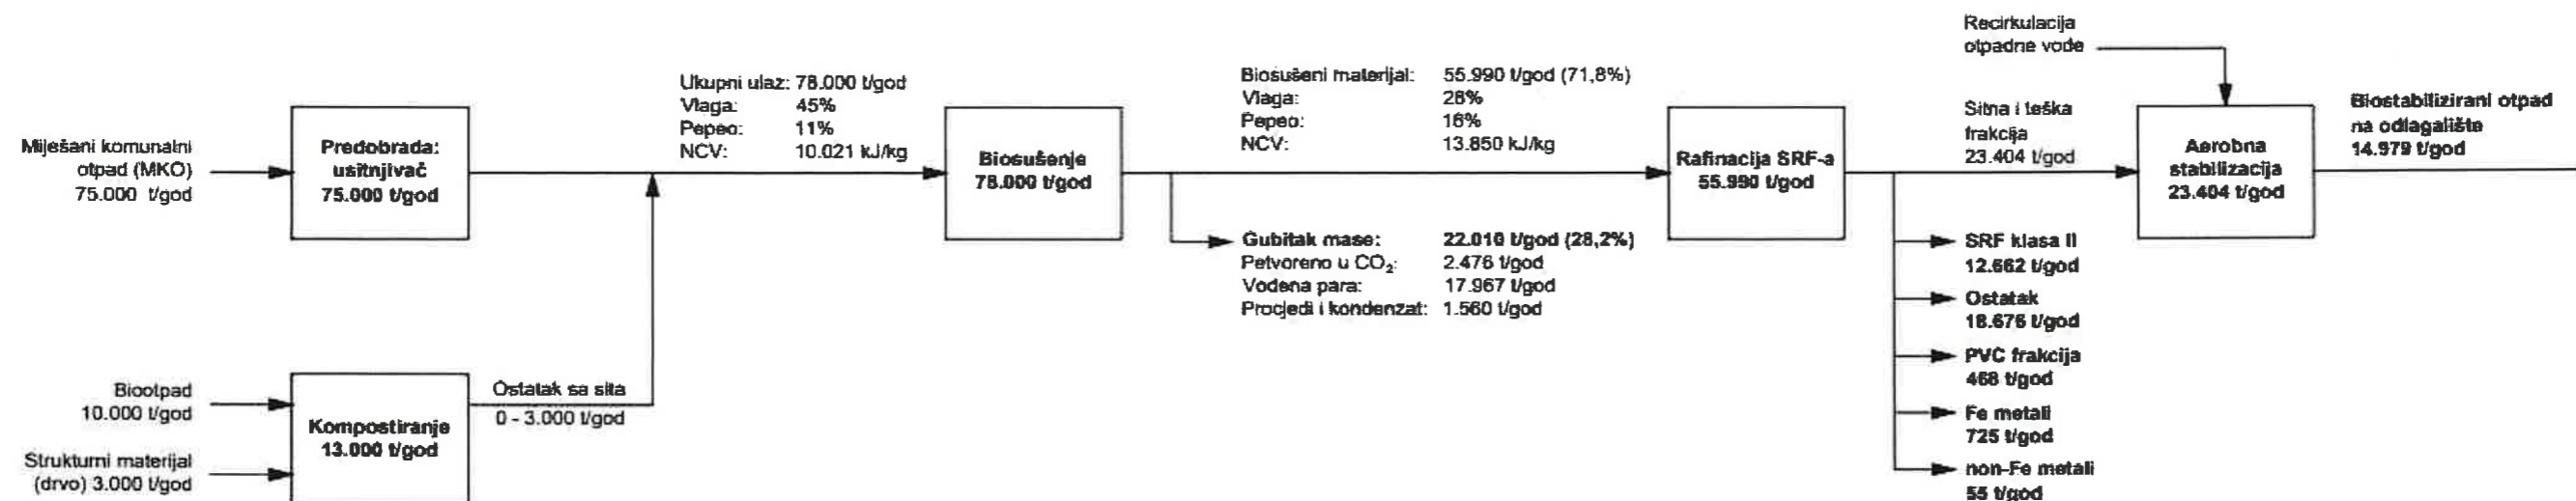 Miješani komunalni
otpad (MKO)
75.000 t/god
Predobrada:
usitnjivač
75.000 t/god
Biootpad
10.000 t/god
Strukturni materijal
(drvo) 3.000 t/god
Kompostiranje
13.000 t/god
Ostatak sa sita
0 - 3.000 t/god
Ukupni ulaz: 78.000 t/god
Vlaga: 45%
Pepeo: 11%
NCV: 10.021 kJ/kg
Biosušenje
78.000 t/god
Biosušeni materijal: 55.990 t/god (71,8%)
Vlaga: 28%
Pepeo: 16%
NCV: 13.850 kJ/kg
Gubitak mase: 22.010 t/god (28,2%)
Petvoreno u CO₂: 2.476 t/god
Vodena para: 17.967 t/god
Procjedi i kondenzat: 1.560 t/god
Rafinacija SRF-a
55.990 t/god
Recirkulacija
otpadne vode
Sitna i teška
frakcija
23.404 t/god
SRF klasa II
12.662 t/god
Ostatak
18.676 t/god
PVC frakcija
468 t/god
Fe metali
725 t/god
non-Fe metali
55 t/god
Aerobna
stabilizacija
23.404 t/god
Biostabilizirani otpad
na odlagalište
14.979 t/god